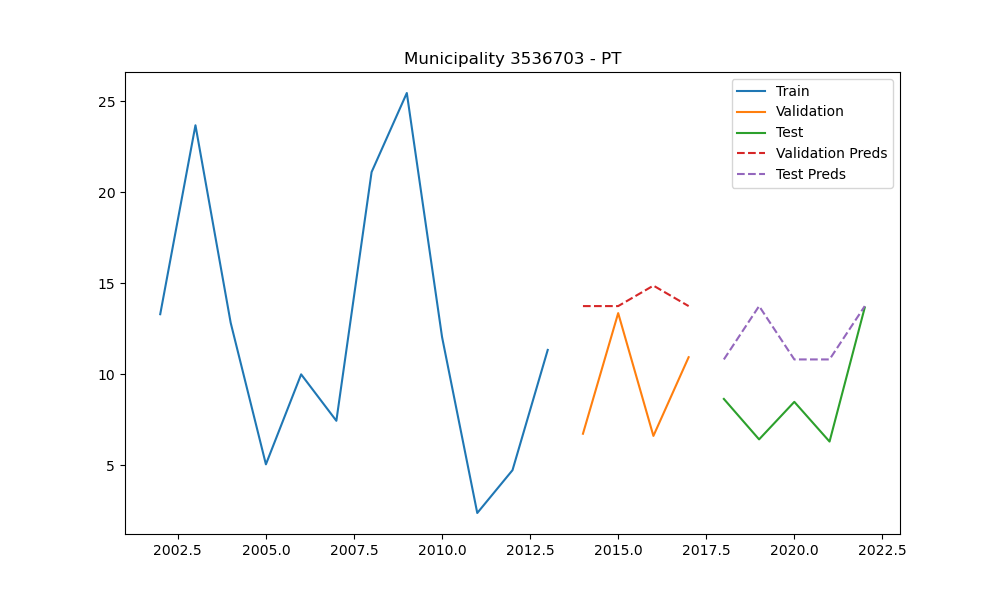 Municipality 3536703 - PT
Train
Validation
Test
Validation Preds
Test Preds
25
20
15
10
5
2002.5 2005.0 2007.5 2010.0 2012.5 2015.0 2017.5 2020.0 2022.5